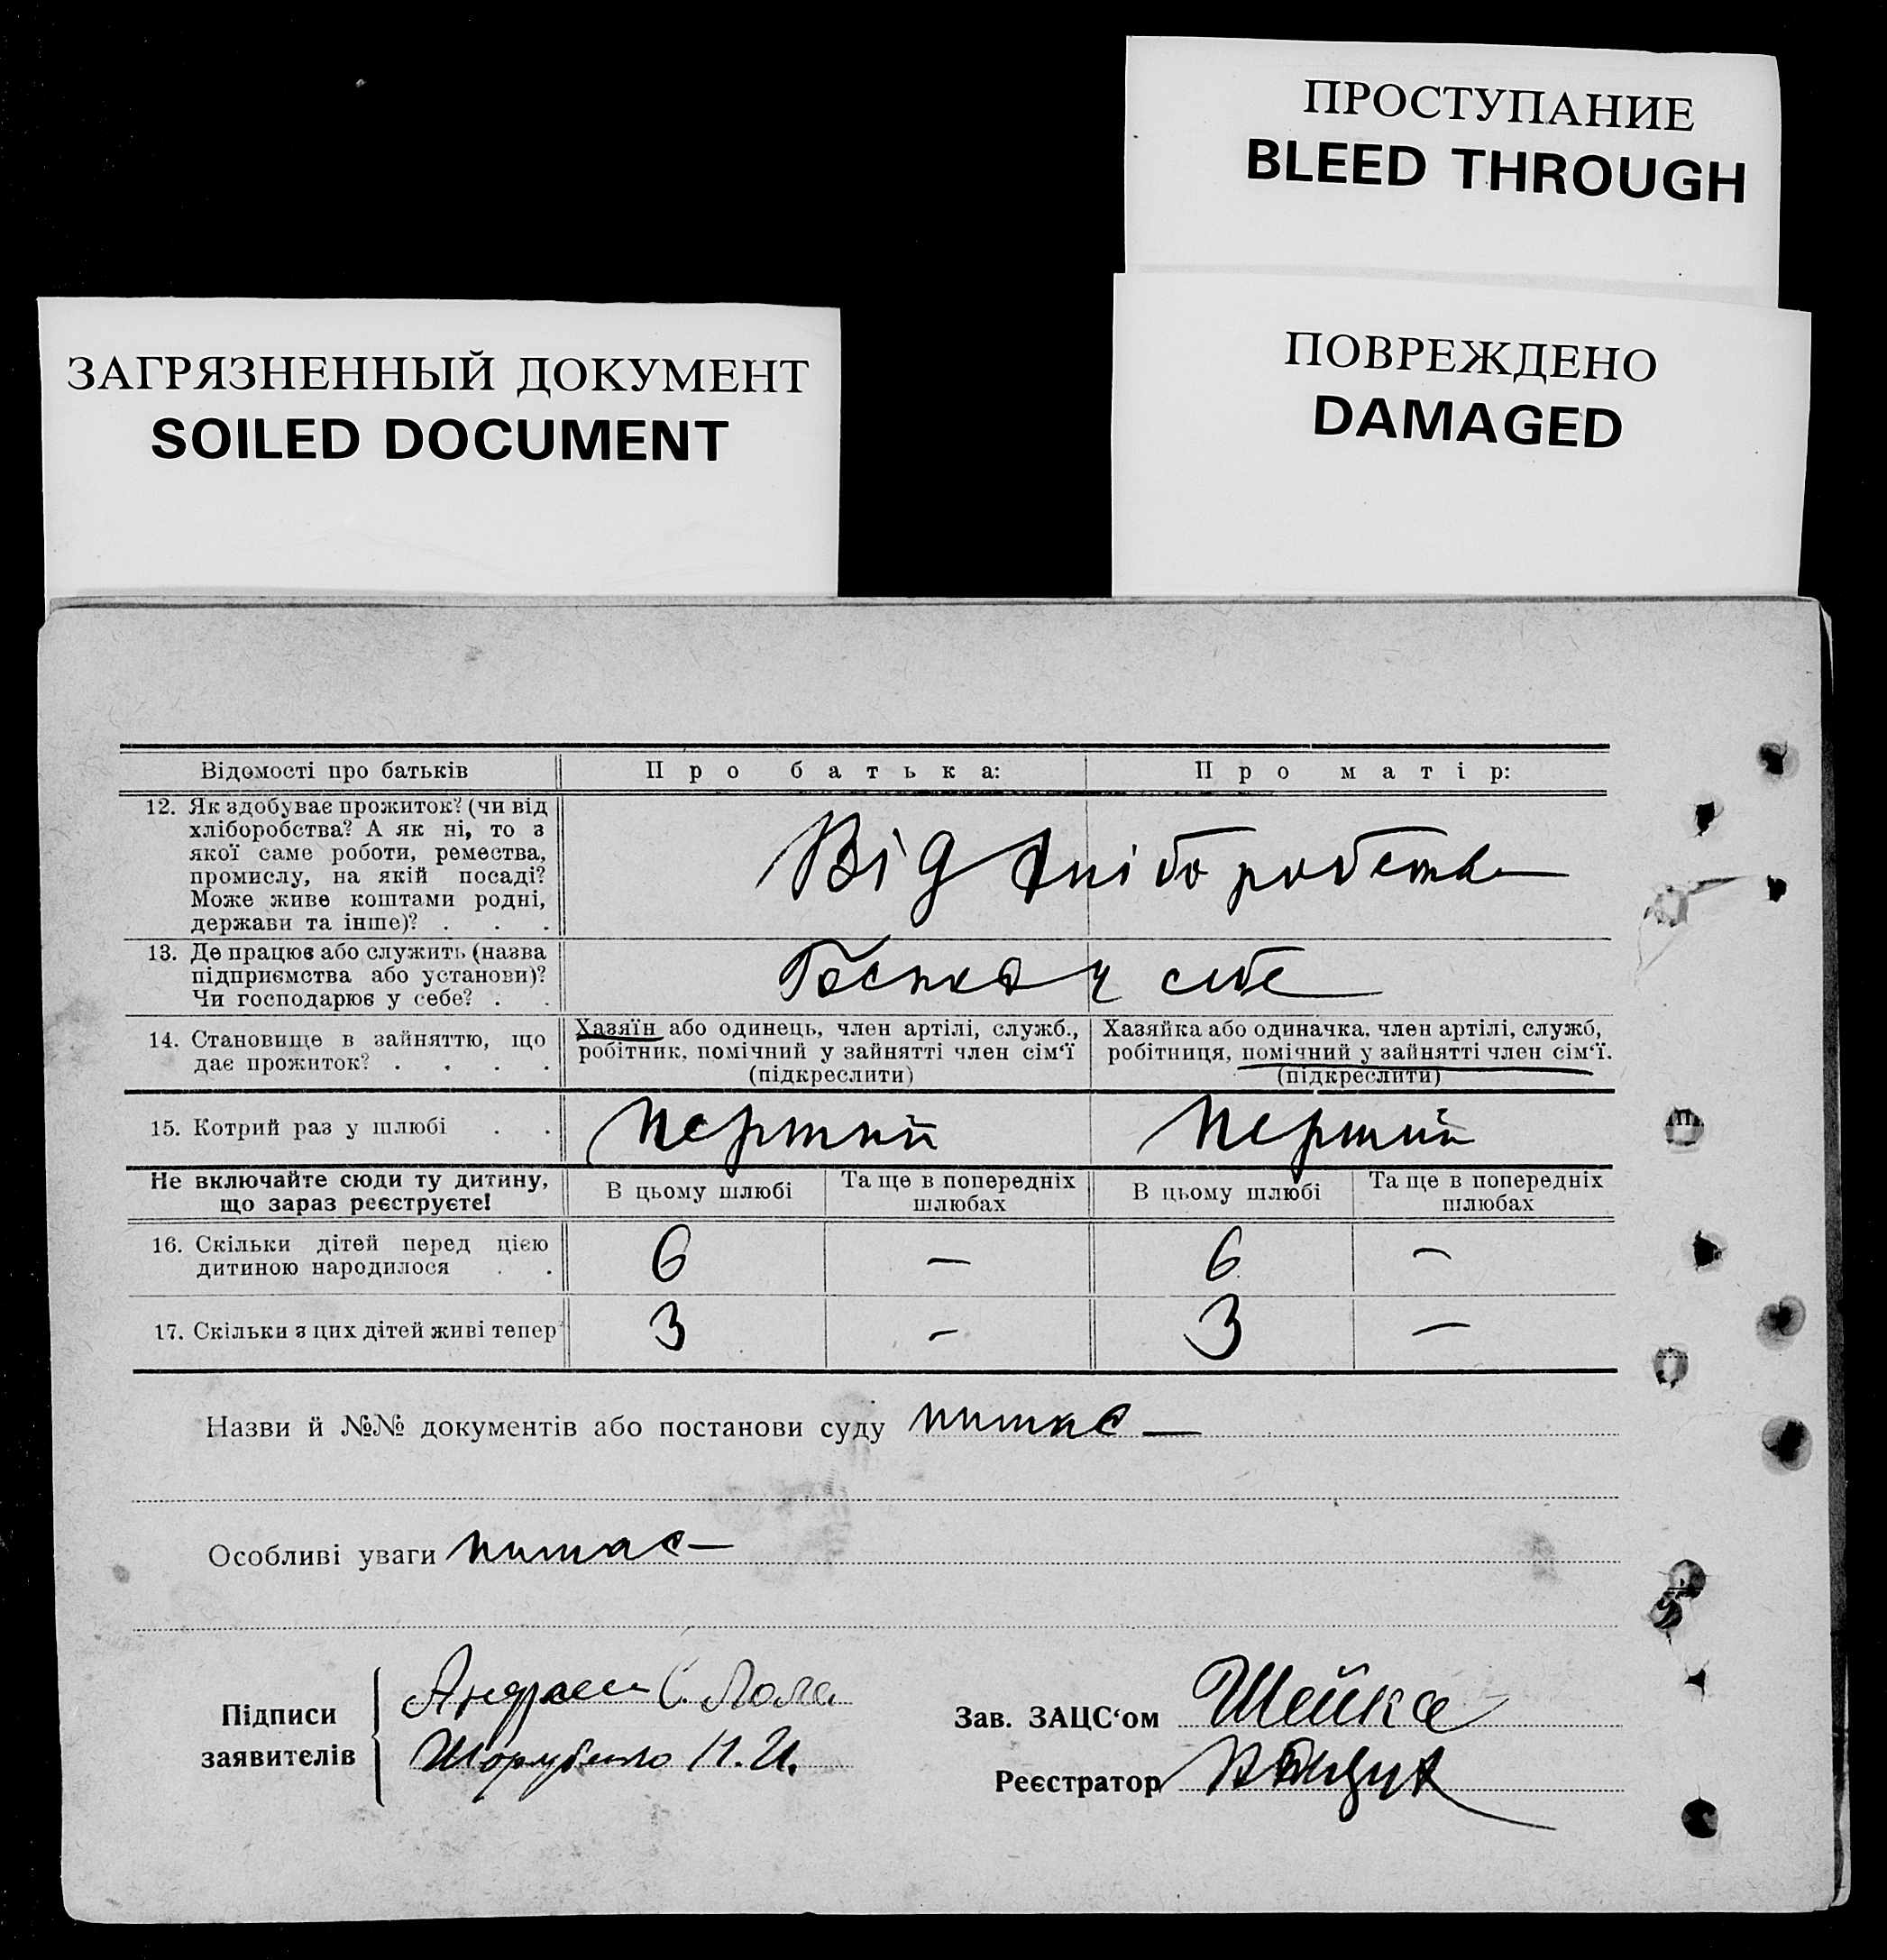 ПРОСТУПАНИЕ
BLEED THROUGH
ПОВРЕЖДЕНО
DAMAGED
ЗАГРЯЗНЕННЫЙ ДОКУМЕНТ
SOILED DOCUMENT
Відомості про батьків
Про батька:
Про матір:
12. Як здобуває прожиток? (чи від
хліборобства? А як ні, то з
якої саме роботи, ремества,
промислу, на якій посаді?
Може живе коштами родні,
держави та інше)? . . .
Від хліборобства
13. Де працює або служить (назва
підприємства або установи)?
Чи господарює у себе? . .
Господ у себе
14. Становище в зайняттю, що
дає прожиток? . . . .
Хазяїн або одинець, член артілі, служб.,
робітник, помічний у зайнятті член сім‘ї
(підкреслити)
Хазяйка або одиначка, член артілі, служб,
робітниця, помічний у зайнятті член сім‘ї.
(підкреслити)
15. Котрий раз у шлюбі . .
перший
перший
Не включайте сюди ту дитину,
що зараз реєструєте!
В цьому шлюбі
Та ще в попередніх
шлюбах
В цьому шлюбі
Та ще в попередніх
шлюбах
16. Скільки дітей перед цією
дитиною народилося . .
6 — 6 —
17. Скільки з цих дітей живі тепер
3 — 3 —
Назви й №№ документів або постанови суду немає —
Особливі уваги немає —
Підписи
заявителів
Зав. ЗАЦС‘ом Шейка
Реєстратор